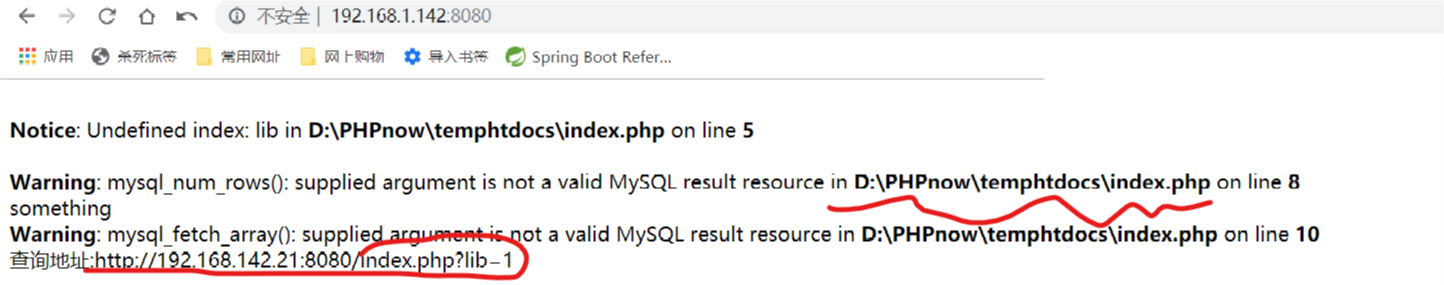 不安全 | 192.168.1.142:8080
应用 杀死标签 常用网址 网上购物 导入书签 Spring Boot Refer...
Notice: Undefined index: lib in D:\PHPnow\temphtdocs\index.php on line 5
Warning: mysql_num_rows(): supplied argument is not a valid MySQL result resource in D:\PHPnow\temphtdocs\index.php on line 8
something
Warning: mysql_fetch_array(): supplied argument is not a valid MySQL result resource in D:\PHPnow\temphtdocs\index.php on line 10
查询地址:http://192.168.142.21:8080/index.php?lib=1